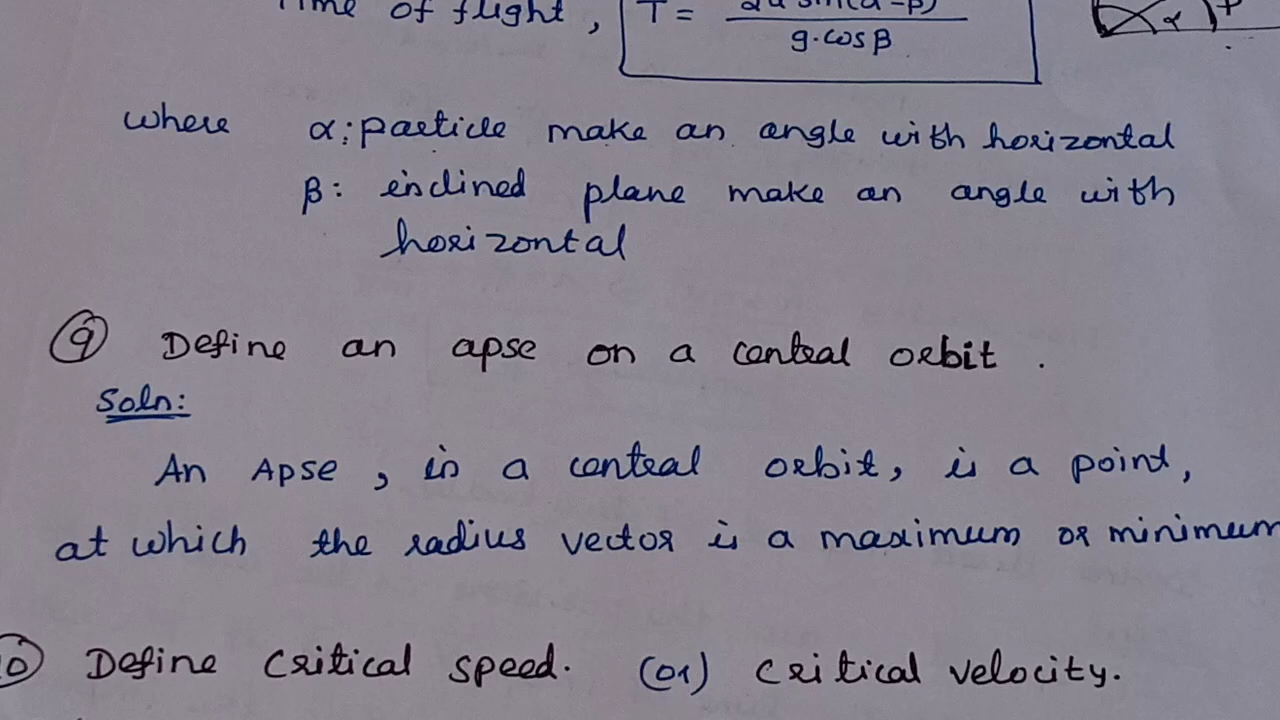 Time of flight, T = 2u sin(α-β) / g.cosβ
α
where α: particle make an angle with horizontal
β: inclined plane make an angle with
horizontal
9 Define an apse on a central orbit.
Soln:
An Apse, in a central orbit, is a point,
at which the radius vector is a maximum or minimum
Define critical speed. (or) critical velocity.